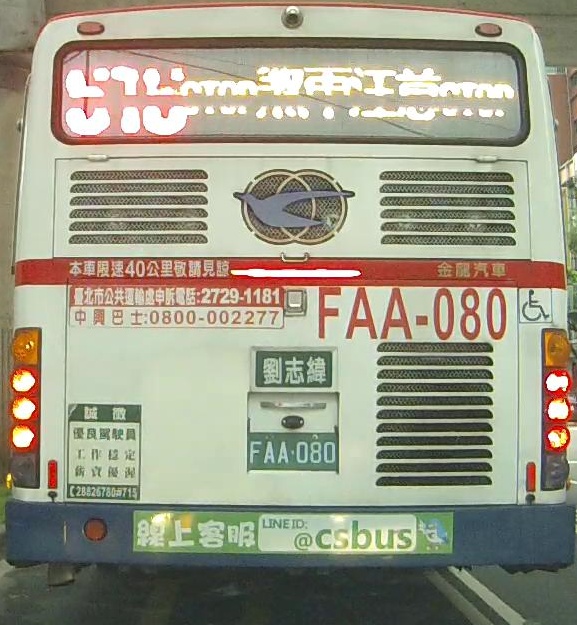 本車限速40公里敬請見諒
金龍汽車
臺北市公共運輸處申訴電話:2729-1181
中興巴士:0800-002277
FAA-080
劉志緯
FAA·080
誠徵
優良駕駛員
工作穩定
薪資優渥
28826780#715
線上客服 LINE ID: @csbus